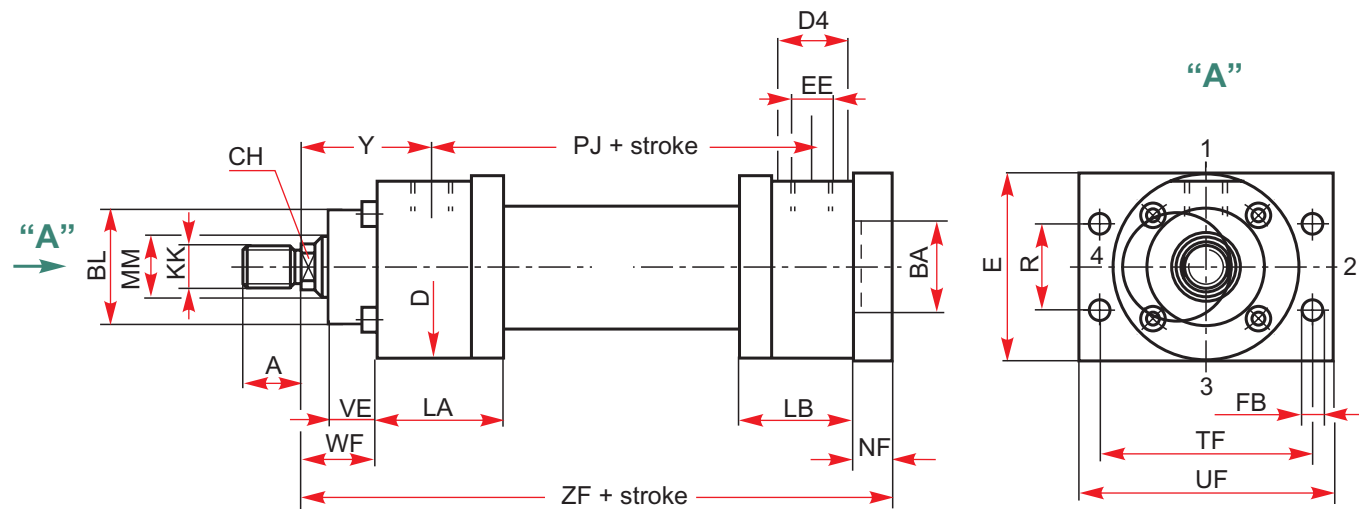 D4
“A”
EE
Y
PJ + stroke
CH
1
“A”
BL
MM
KK
D
BA
E
R
4
2
A
3
VE
LA
LB
FB
WF
NF
TF
ZF + stroke
UF